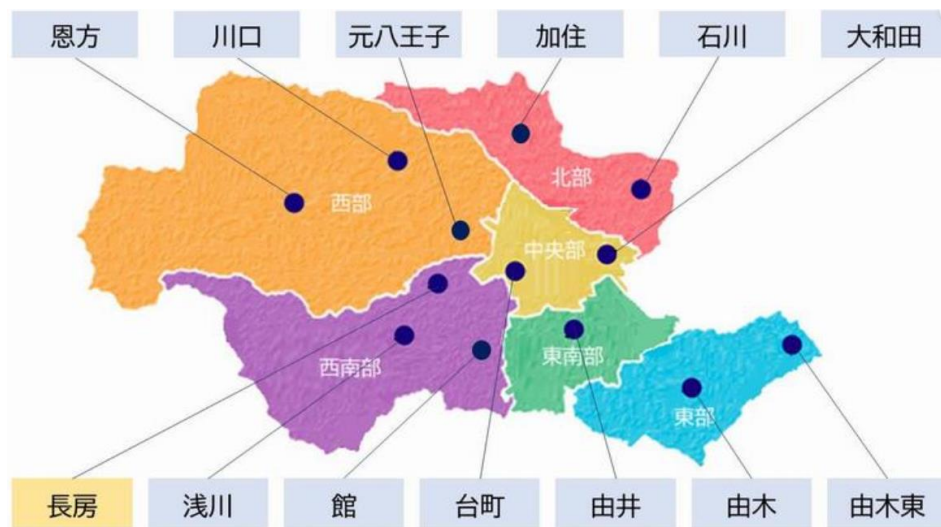 恩方
川口
元八王子
加住
石川
大和田
北部
西部
中央部
西南部
東南部
東部
長房
浅川
館
台町
由井
由木
由木東